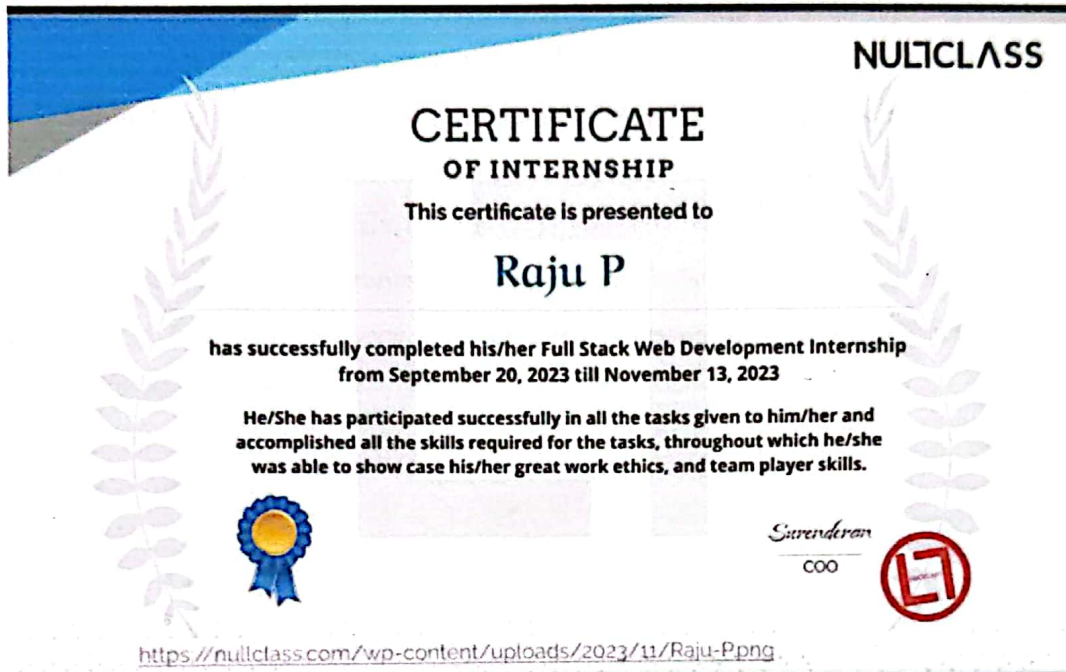 NULLCLASS
CERTIFICATE
OF INTERNSHIP
This certificate is presented to
Raju P
has successfully completed his/her Full Stack Web Development Internship
from September 20, 2023 till November 13, 2023
He/She has participated successfully in all the tasks given to him/her and
accomplished all the skills required for the tasks, throughout which he/she
was able to show case his/her great work ethics, and team player skills.
Surenderan
COO
https://nullclass.com/wp-content/uploads/2023/11/Raju-P.png